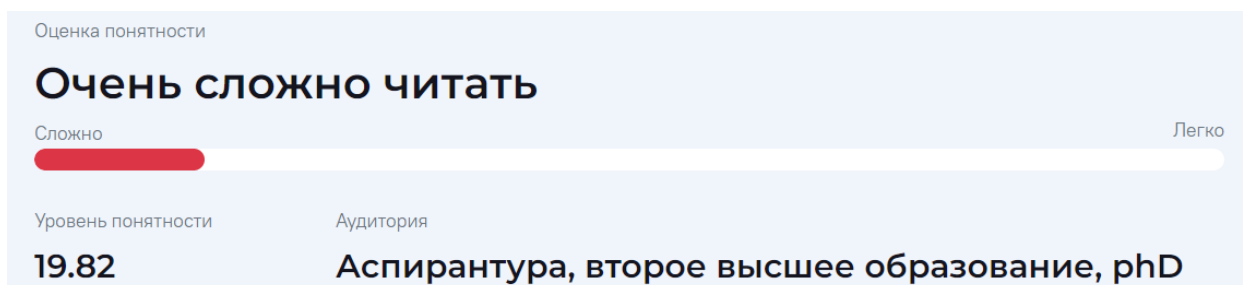 Оценка понятности
Очень сложно читать
Сложно Легко
Уровень понятности Аудитория
19.82 Аспирантура, второе высшее образование, phD